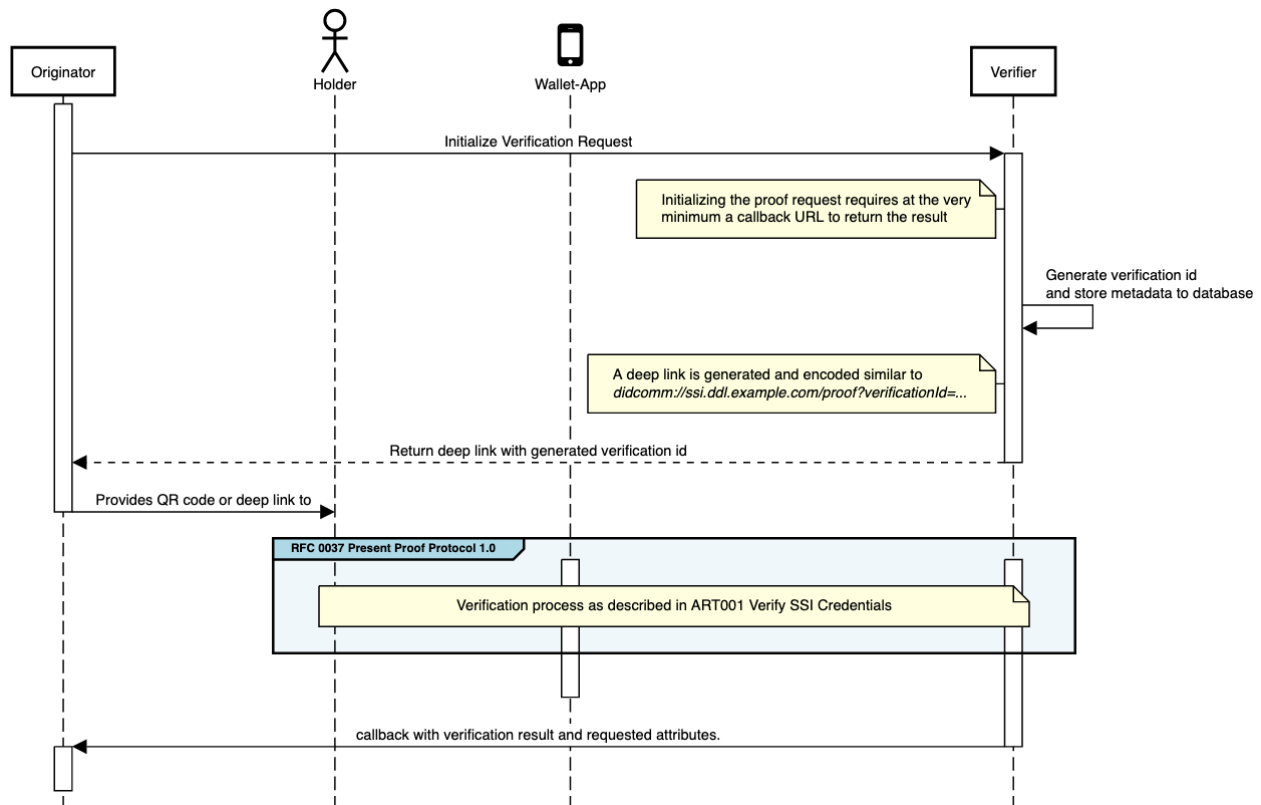 Originator
Holder
Wallet-App
Verifier
Initialize Verification Request
Initializing the proof request requires at the very
minimum a callback URL to return the result
Generate verification id
and store metadata to database
A deep link is generated and encoded similar to
didcomm://ssi.ddl.example.com/proof?verificationId=...
Return deep link with generated verification id
Provides QR code or deep link to
RFC 0037 Present Proof Protocol 1.0
Verification process as described in ART001 Verify SSI Credentials
callback with verification result and requested attributes.